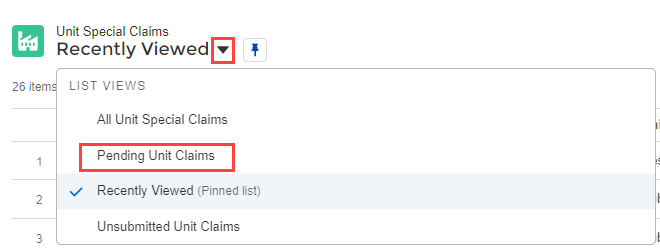 Unit Special Claims
Recently Viewed
26 items
LIST VIEWS
All Unit Special Claims
1
Pending Unit Claims
2
Recently Viewed (Pinned list)
3
Unsubmitted Unit Claims